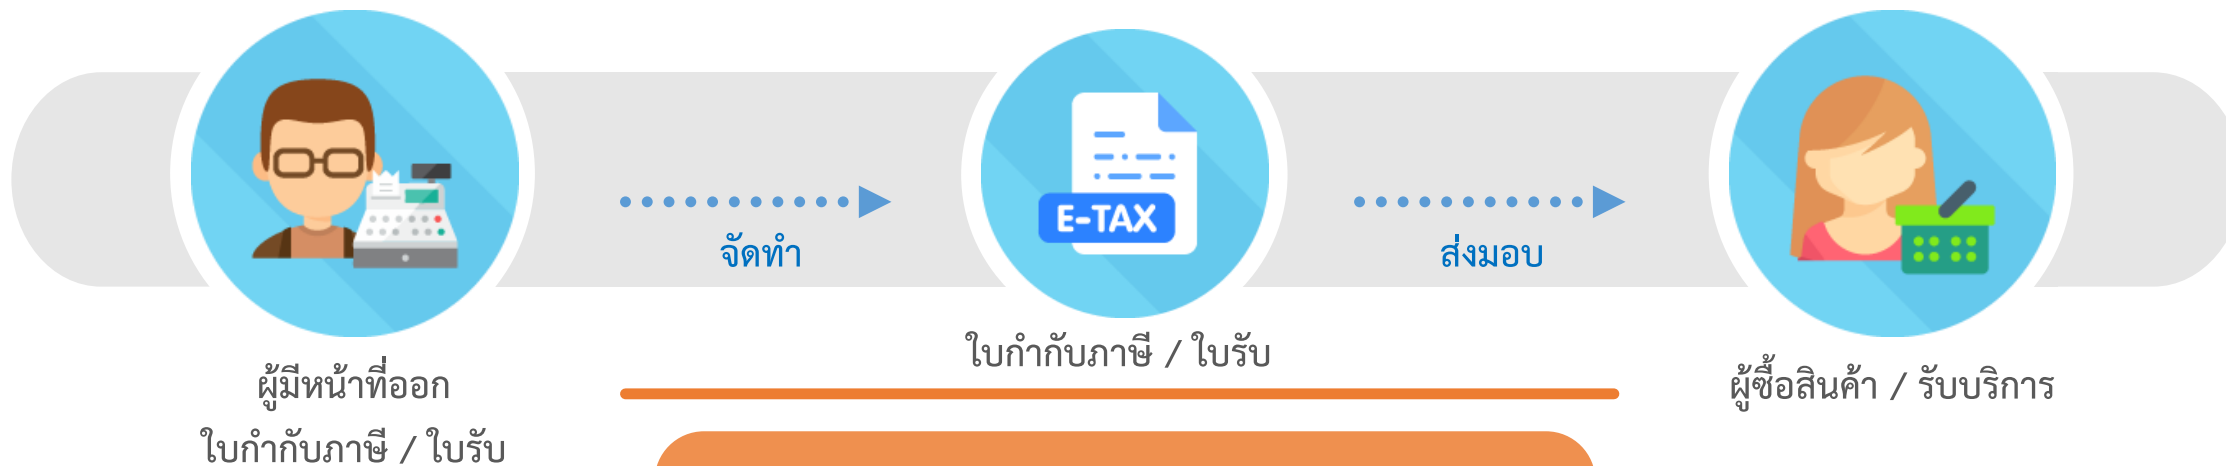 E-TAX
จัดทำ
ส่งมอบ
ใบกำกับภาษี / ใบรับ
ผู้มีหน้าที่ออก
ใบกำกับภาษี / ใบรับ
ผู้ซื้อสินค้า / รับบริการ